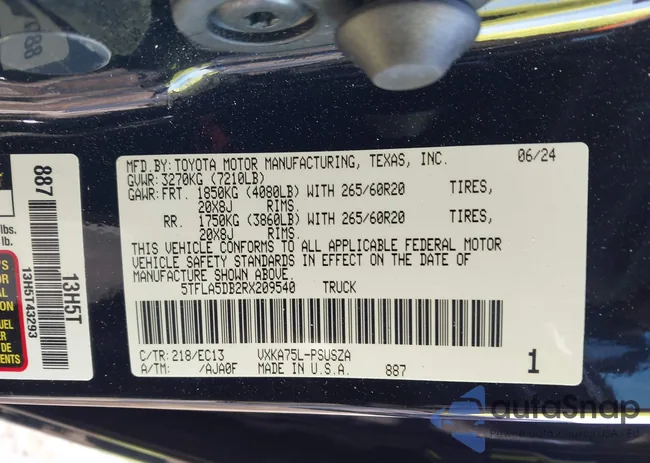 MFD.BY:TOYOTA MOTOR MANUFACTURING, TEXAS, INC. 06/24
GVWR:3270KG (7210LB)
GAWR:FRT. 1850KG (4080LB) WITH 265/60R20 TIRES,
20X8J RIMS.
RR. 1750KG (3860LB) WITH 265/60R20 TIRES,
20X8J RIMS.
THIS VEHICLE CONFORMS TO ALL APPLICABLE FEDERAL MOTOR
VEHICLE SAFETY STANDARDS IN EFFECT ON THE DATE OF
MANUFACTURE SHOWN ABOVE.
5TFLA5DB2RX209540 TRUCK
C/TR:218/EC13 VXKA75L-PSUSZA
A/TM: /AJA0F MADE IN U.S.A. 887 1
887
13H5T
13H5T43293
lbs.
lb.
autoSnap